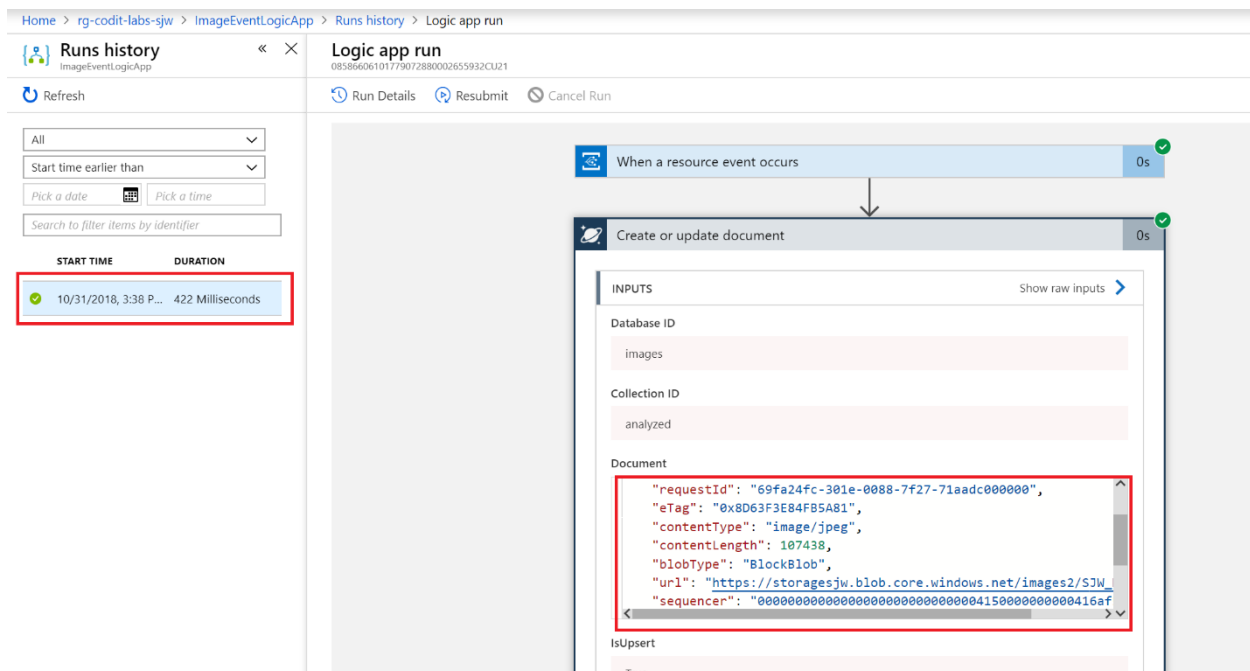 Home > rg-codit-labs-sjw > ImageEventLogicApp > Runs history > Logic app run
Runs history
ImageEventLogicApp
Refresh
All
Start time earlier than
Pick a date
Pick a time
Search to filter items by identifier
START TIME DURATION
10/31/2018, 3:38 P... 422 Milliseconds
Logic app run
08586606101779072880002655932CU21
Run Details Resubmit Cancel Run
When a resource event occurs 0s
Create or update document 0s
INPUTS Show raw inputs
Database ID
images
Collection ID
analyzed
Document
"requestId": "69fa24fc-301e-0088-7f27-71aadc000000",
"eTag": "0x8D63F3E84FB5A81",
"contentType": "image/jpeg",
"contentLength": 107438,
"blobType": "BlockBlob",
"url": "https://storagesjw.blob.core.windows.net/images2/SJW_
"sequencer":
IsUpsert